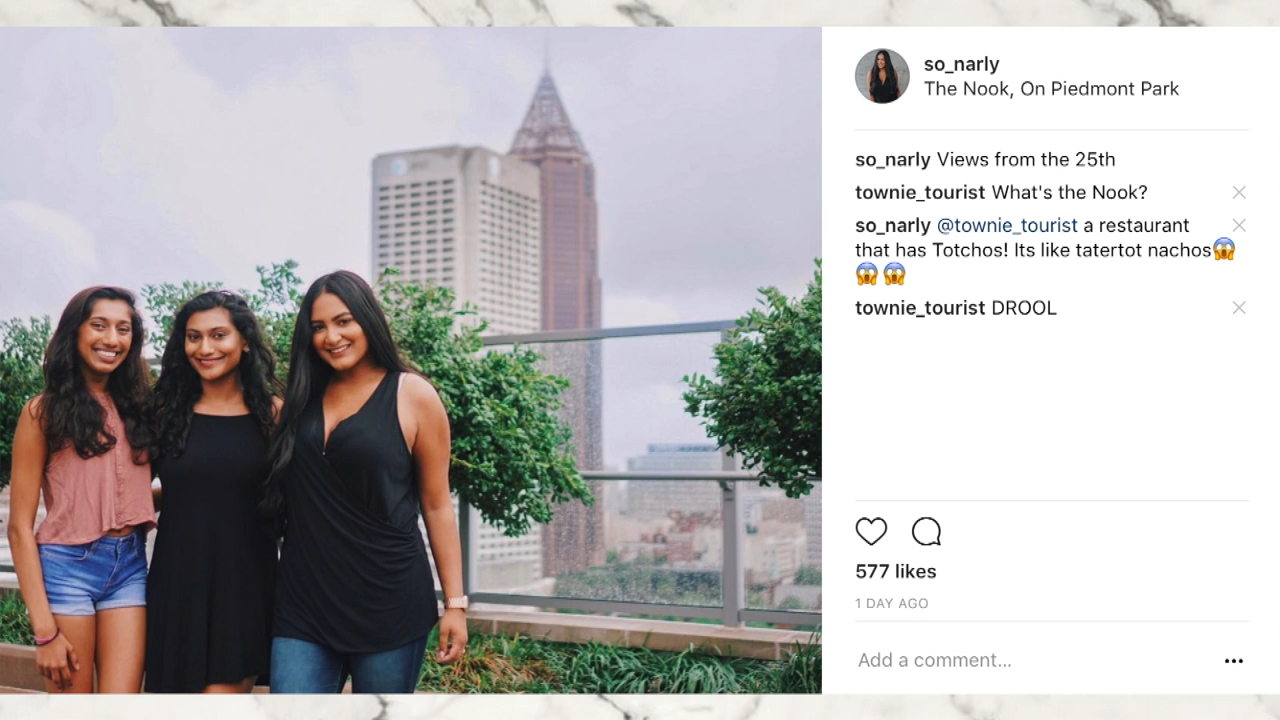 so_narly
The Nook, On Piedmont Park
so_narly Views from the 25th
townie_tourist What's the Nook?
so_narly @townie_tourist a restaurant
that has Totchos! Its like tatertot nachos😱
😱😱
townie_tourist DROOL
577 likes
1 DAY AGO
Add a comment...